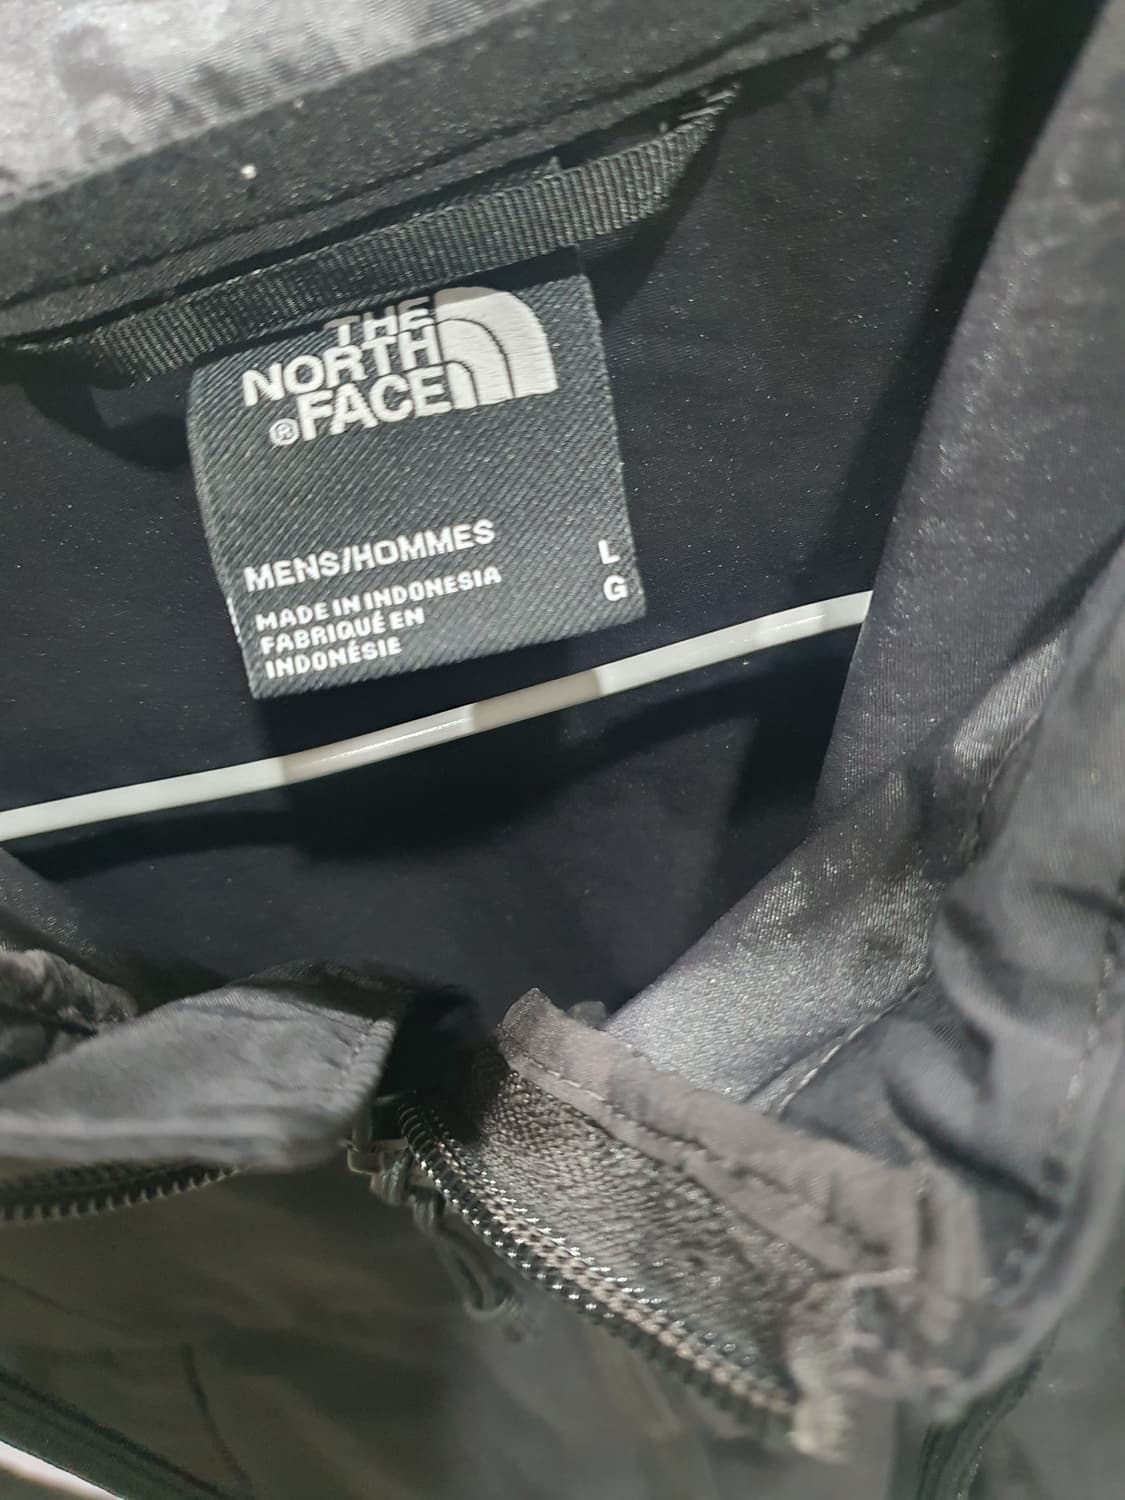 THE
NORTH
®FACE
MENS/HOMMES
L
MADE IN INDONESIA
G
FABRIQUÉ EN
INDONÉSIE